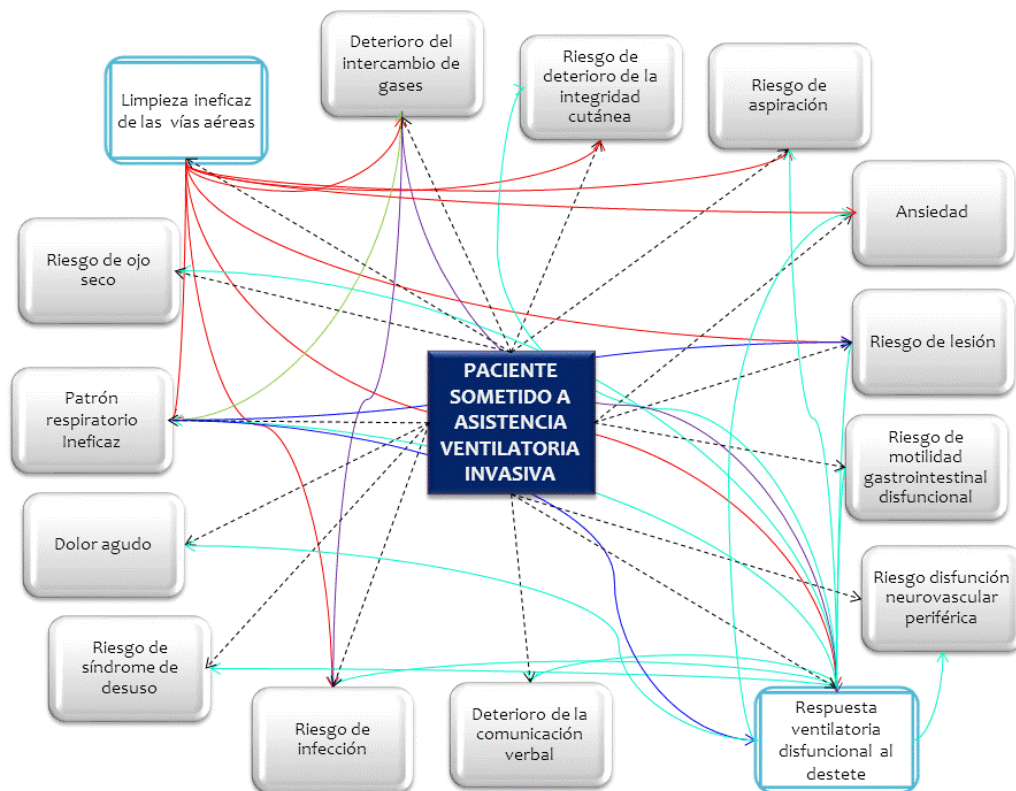 Deterioro del
intercambio de
gases
Riesgo de
deterioro de la
integridad
cutánea
Riesgo de
aspiración
Limpieza ineficaz
de las vías aéreas
Ansiedad
Riesgo de ojo
seco
Riesgo de lesión
PACIENTE
SOMETIDO A
ASISTENCIA
VENTILATORIA
INVASIVA
Patrón
respiratorio
Ineficaz
Riesgo de
motilidad
gastrointestinal
disfuncional
Dolor agudo
Riesgo disfunción
neurovascular
periférica
Riesgo de
síndrome de
desuso
Riesgo de
infección
Deterioro de la
comunicación
verbal
Respuesta
ventilatoria
disfuncional al
destete